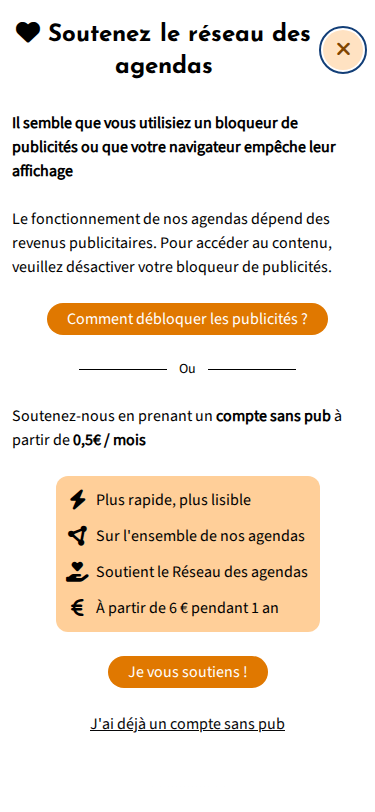 Soutenez le réseau des
agendas
Il semble que vous utilisiez un bloqueur de
publicités ou que votre navigateur empêche leur
affichage
Le fonctionnement de nos agendas dépend des
revenus publicitaires. Pour accéder au contenu,
veuillez désactiver votre bloqueur de publicités.
Comment débloquer les publicités ?
Ou
Soutenez-nous en prenant un compte sans pub à
partir de 0,5€ / mois
Plus rapide, plus lisible
Sur l'ensemble de nos agendas
Soutient le Réseau des agendas
À partir de 6 € pendant 1 an
Je vous soutiens !
J'ai déjà un compte sans pub